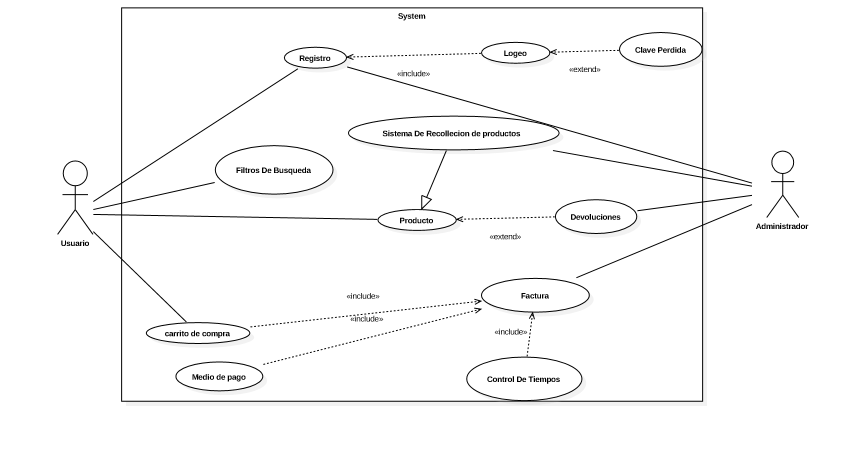 System
Registro
Logeo
Clave Perdida
«include»
«extend»
Sistema De Recolleccion de productos
Filtros De Busqueda
Usuario
Producto
Devoluciones
Administrador
«extend»
Factura
«include»
«include»
carrito de compra
«include»
Medio de pago
Control De Tiempos